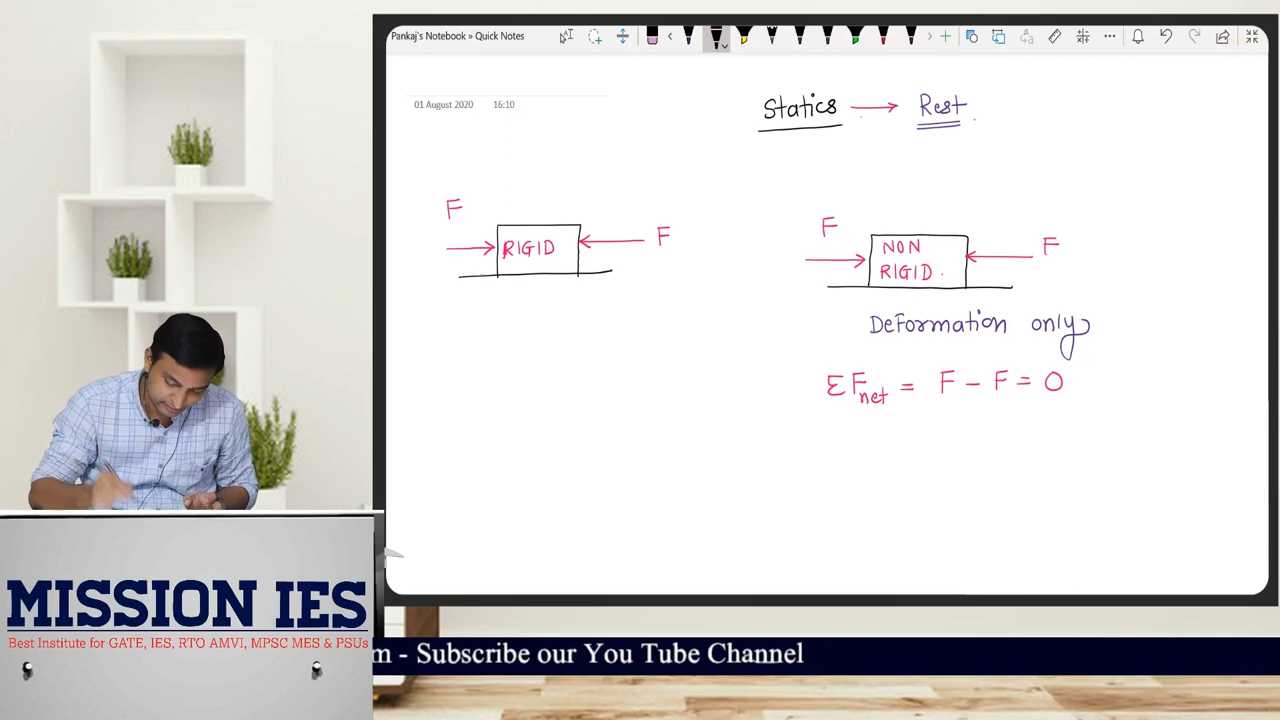 Pankaj's Notebook » Quick Notes
01 August 2020 16:10
Statics → Rest
F
RIGID
F
F
NON
RIGID
F
Deformation only
ΣFnet = F - F = 0
MISSION IES
Best Institute for GATE, IES, RTO AMVI, MPSC MES & PSUs
m - Subscribe our You Tube Channel